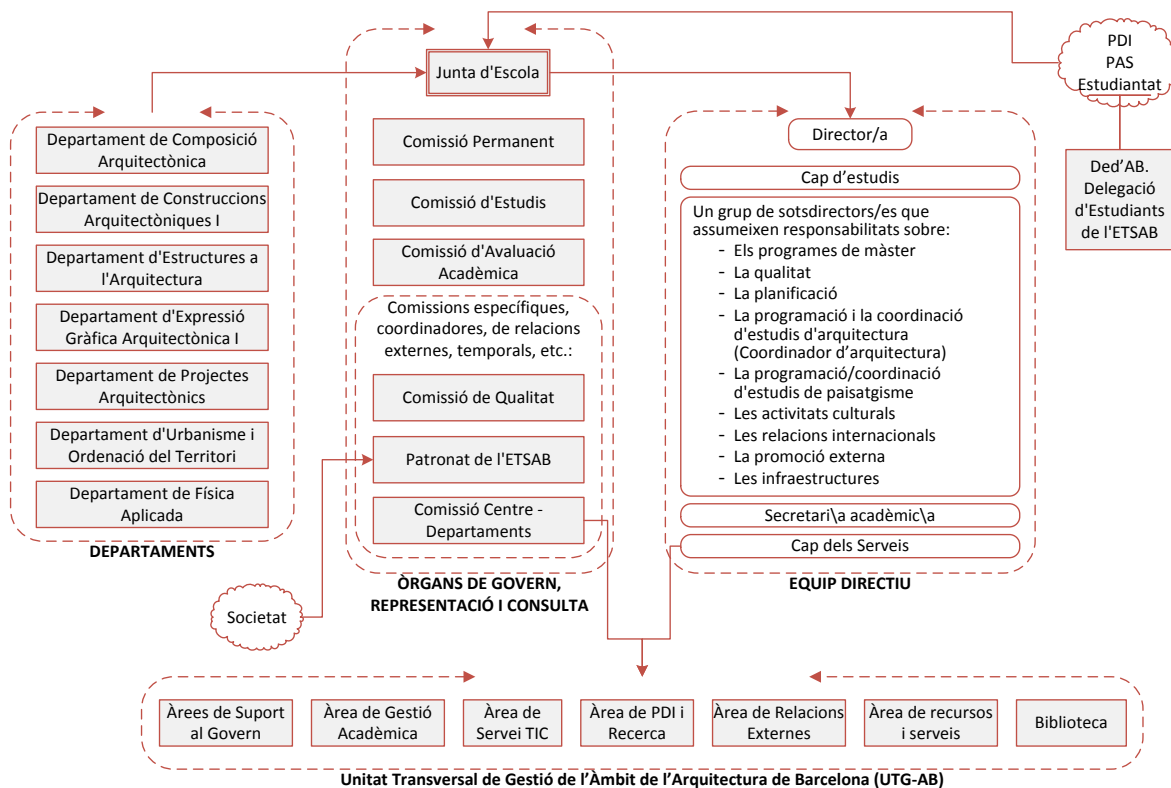 Junta d'Escola
PDI
PAS
Estudiantat
Ded'AB.
Delegació
d'Estudiants
de l'ETSAB
Departament de Composició
Arquitectònica
Departament de Construccions
Arquitectòniques I
Departament d'Estructures a
l'Arquitectura
Departament d'Expressió
Gràfica Arquitectònica I
Departament de Projectes
Arquitectònics
Departament d'Urbanisme i
Ordenació del Territori
Departament de Física
Aplicada
DEPARTAMENTS
Comissió Permanent
Comissió d'Estudis
Comissió d'Avaluació
Acadèmica
Comissions específiques,
coordinadores, de relacions
externes, temporals, etc.:
Comissió de Qualitat
Patronat de l'ETSAB
Comissió Centre -
Departaments
ÒRGANS DE GOVERN,
REPRESENTACIÓ I CONSULTA
Director/a
Cap d'estudis
Un grup de sotsdirectors/es que
assumeixen responsabilitats sobre:
- Els programes de màster
- La qualitat
- La planificació
- La programació i la coordinació
d'estudis d'arquitectura
(Coordinador d'arquitectura)
- La programació/coordinació
d'estudis de paisatgisme
- Les activitats culturals
- Les relacions internacionals
- La promoció externa
- Les infraestructures
Secretari\a acadèmic\a
Cap dels Serveis
EQUIP DIRECTIU
Societat
Àrees de Suport
al Govern
Àrea de Gestió
Acadèmica
Àrea de
Servei TIC
Àrea de PDI i
Recerca
Àrea de Relacions
Externes
Àrea de recursos
i serveis
Biblioteca
Unitat Transversal de Gestió de l'Àmbit de l'Arquitectura de Barcelona (UTG-AB)